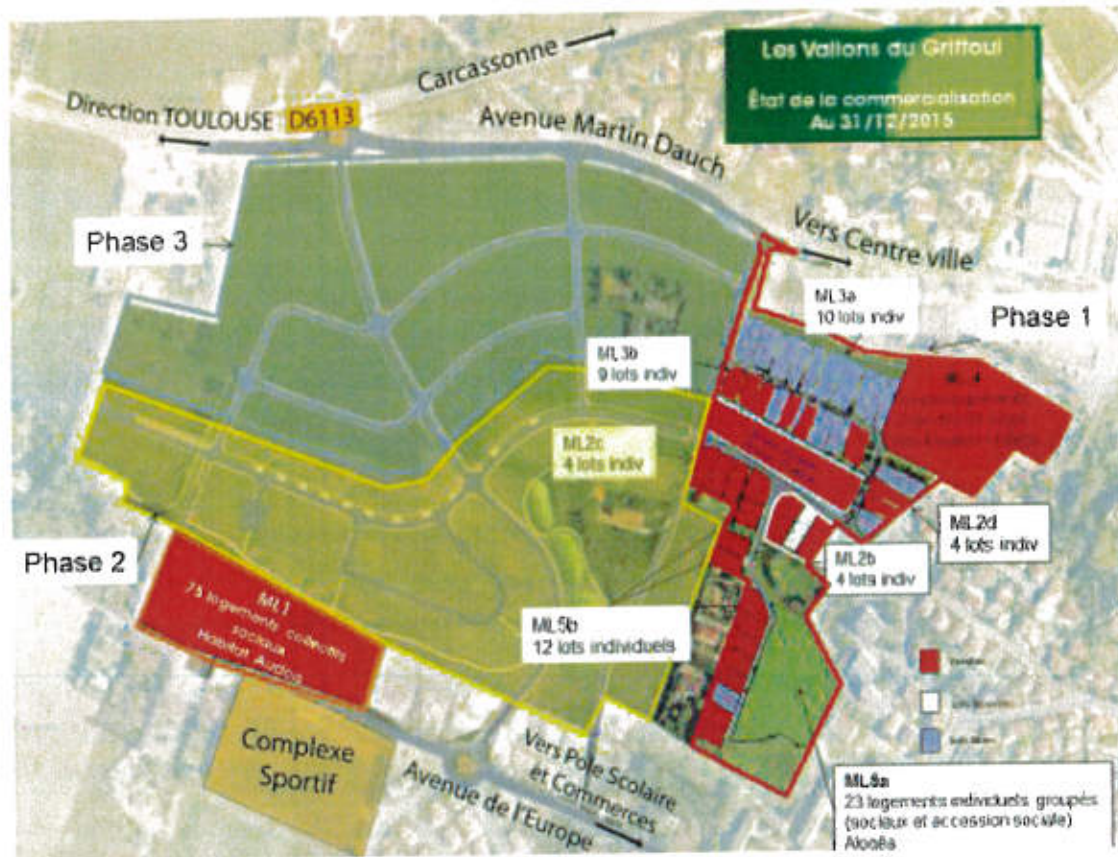 Les Vallons du Griffoul
État de la commercialisation
Au 31/12/2015
Carcassonne
Direction TOULOUSE
D6113
Avenue Martin Dauch
Vers Centre ville
Phase 3
ML3a
10 lots indiv
Phase 1
ML3b
9 lots indiv
ML2c
4 lots indiv
ML2d
4 lots indiv
ML2b
4 lots indiv
Phase 2
ML1
75 logements collectifs
sociaux
Habitat Audois
ML5b
12 lots individuels
Complexe
Sportif
Avenue de l'Europe
Vers Pole Scolaire
et Commerces
23 logements individuels groupés
(sociaux et accession sociale)
Alogéa